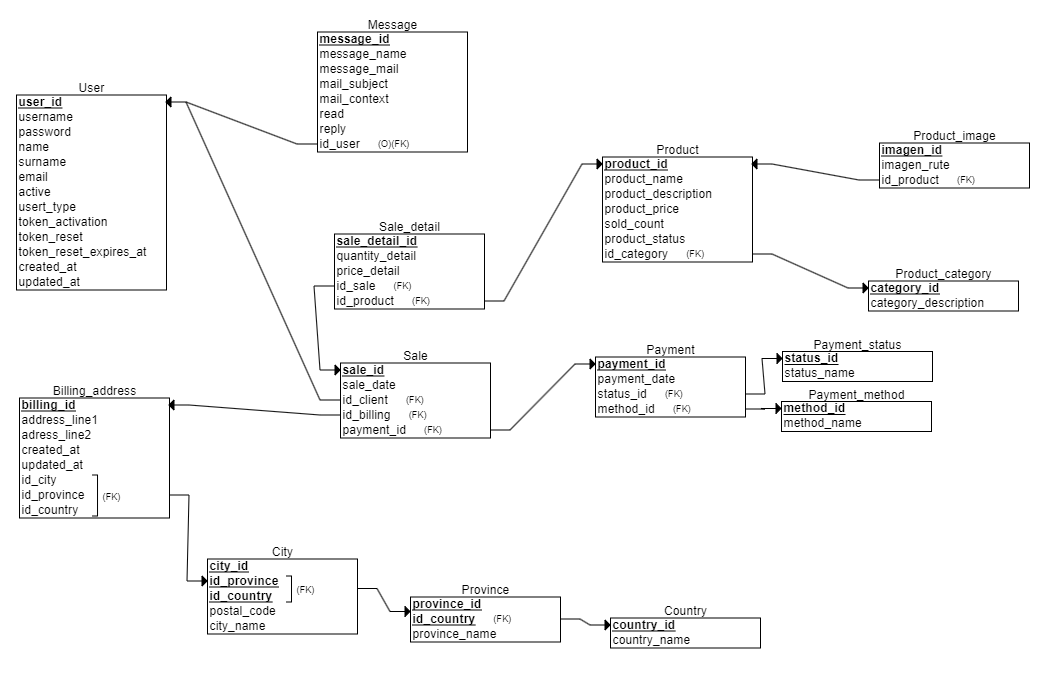 Message
message_id
message_name
message_mail
mail_subject
mail_context
read
reply
id_user (O)(FK)
User
user_id
username
password
name
surname
email
active
usert_type
token_activation
token_reset
token_reset_expires_at
created_at
updated_at
Product
product_id
product_name
product_description
product_price
sold_count
product_status
id_category (FK)
Product_image
imagen_id
imagen_rute
id_product (FK)
Sale_detail
sale_detail_id
quantity_detail
price_detail
id_sale (FK)
id_product (FK)
Product_category
category_id
category_description
Sale
sale_id
sale_date
id_client (FK)
id_billing (FK)
payment_id (FK)
Payment
payment_id
payment_date
status_id (FK)
method_id (FK)
Payment_status
status_id
status_name
Payment_method
method_id
method_name
Billing_address
billing_id
address_line1
adress_line2
created_at
updated_at
id_city
id_province (FK)
id_country
City
city_id
id_province
id_country (FK)
postal_code
city_name
Province
province_id
id_country (FK)
province_name
Country
country_id
country_name